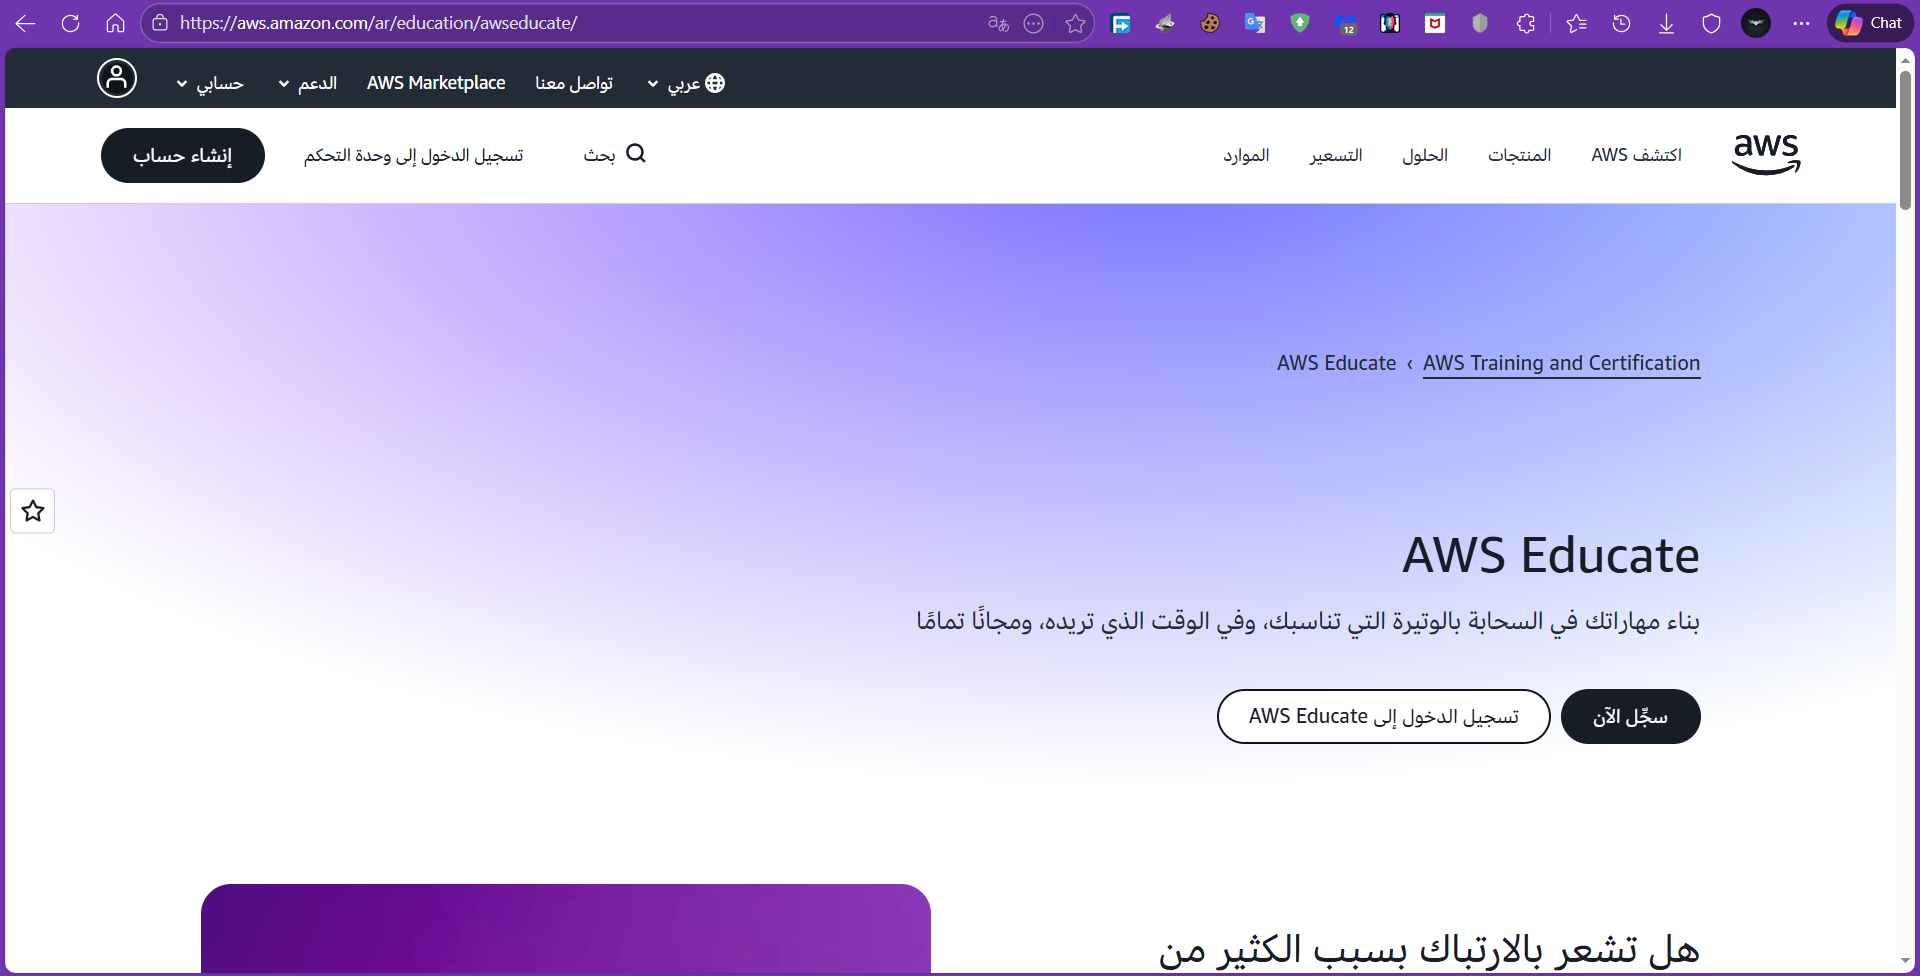 https://aws.amazon.com/ar/education/awseducate/
12
Chat
عربي
تواصل معنا
AWS Marketplace
الدعم
حسابي
aws
اكتشف AWS
المنتجات
الحلول
التسعير
الموارد
بحث
تسجيل الدخول إلى وحدة التحكم
إنشاء حساب
AWS Training and Certification › AWS Educate
AWS Educate
بناء مهاراتك في السحابة بالوتيرة التي تناسبك، وفي الوقت الذي تريده، ومجانًا تمامًا
سجِّل الآن
تسجيل الدخول إلى AWS Educate
هل تشعر بالارتباك بسبب الكثير من